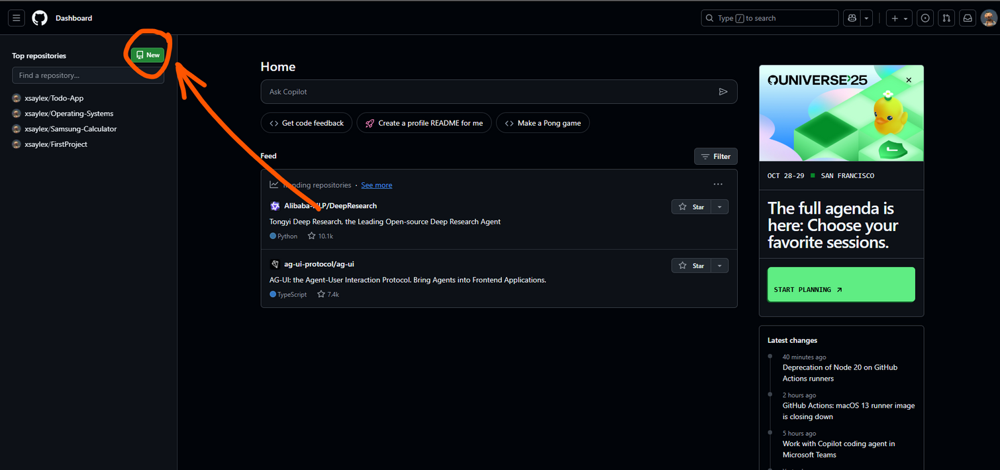 Dashboard
Type / to search
Top repositories
New
Find a repository...
xsaylex/Todo-App
xsaylex/Operating-Systems
xsaylex/Samsung-Calculator
xsaylex/FirstProject
Home
Ask Copilot
Get code feedback
Create a profile README for me
Make a Pong game
Feed
Filter
repositories · See more
Alibaba-NLP/DeepResearch
Star
Tongyi Deep Research, the Leading Open-source Deep Research Agent
Python 10.1k
ag-ui-protocol/ag-ui
Star
AG-UI: the Agent-User Interaction Protocol. Bring Agents into Frontend Applications.
TypeScript 7.4k
UNIVERSE'25
OCT 28-29 SAN FRANCISCO
The full agenda is
here: Choose your
favorite sessions.
START PLANNING
Latest changes
40 minutes ago
Deprecation of Node 20 on GitHub
Actions runners
2 hours ago
GitHub Actions: macOS 13 runner image
is closing down
5 hours ago
Work with Copilot coding agent in
Microsoft Teams